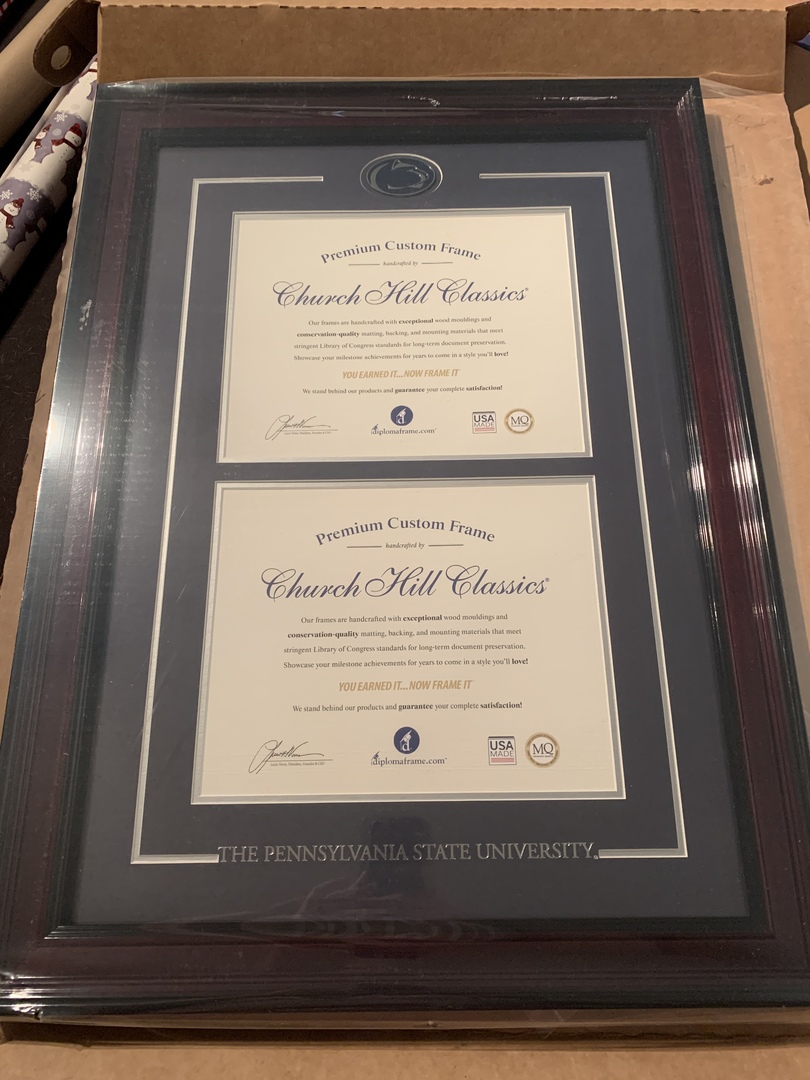 Premium Custom Frame
handcrafted by
Church Hill Classics®
Our frames are handcrafted with exceptional wood mouldings and
conservation-quality matting, backing, and mounting materials that meet
stringent Library of Congress standards for long-term document preservation.
Showcase your milestone achievements for years to come in a style you'll love!
YOU EARNED IT...NOW FRAME IT
We stand behind our products and guarantee your complete satisfaction!
diplomaframe.com
USA
MADE
MQ
Premium Custom Frame
handcrafted by
Church Hill Classics®
Our frames are handcrafted with exceptional wood mouldings and
conservation-quality matting, backing, and mounting materials that meet
stringent Library of Congress standards for long-term document preservation.
Showcase your milestone achievements for years to come in a style you'll love!
YOU EARNED IT...NOW FRAME IT
We stand behind our products and guarantee your complete satisfaction!
d
diplomaframe.com
USA
MADE
MQ
THE PENNSYLVANIA STATE UNIVERSITY